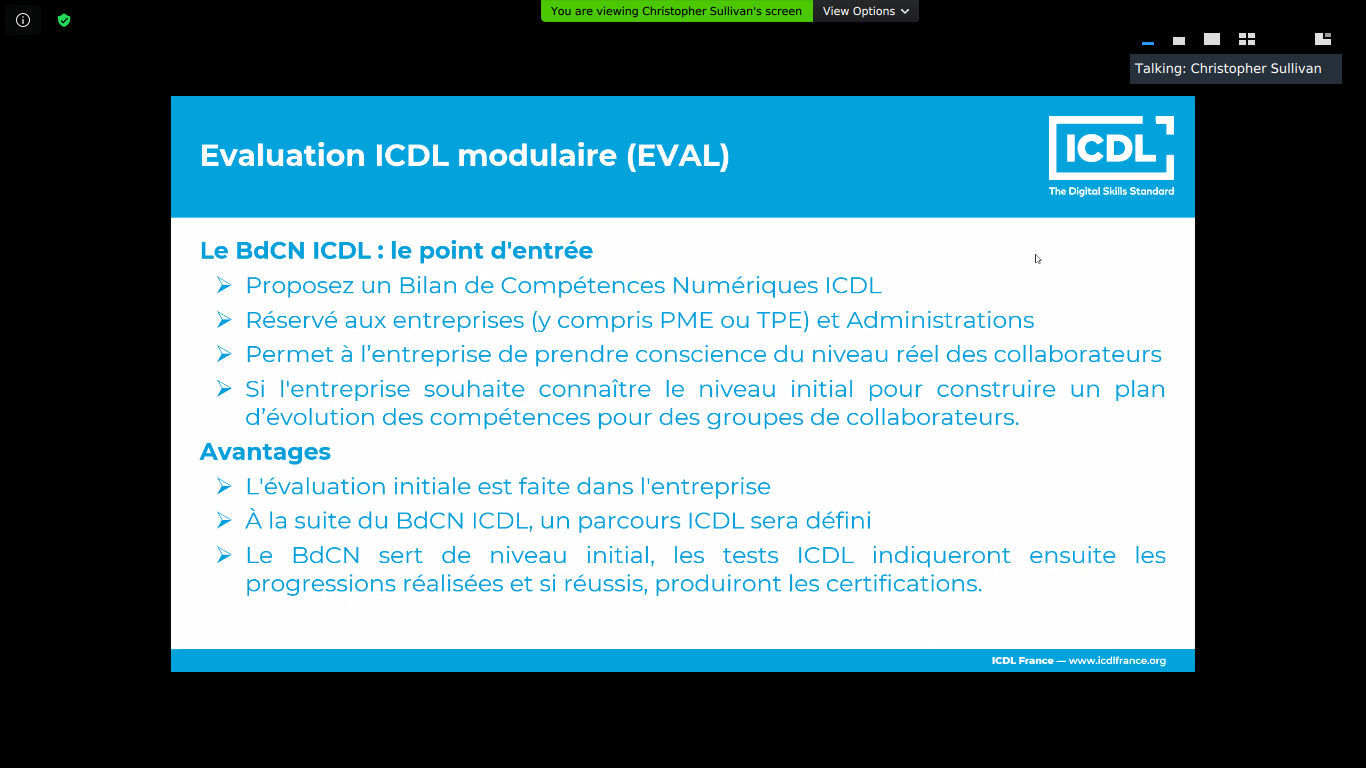 You are viewing Christopher Sullivan's screen
View Options
Talking: Christopher Sullivan
Evaluation ICDL modulaire (EVAL)
ICDL
The Digital Skills Standard
Le BdCN ICDL : le point d'entrée
Proposez un Bilan de Compétences Numériques ICDL
Réservé aux entreprises (y compris PME ou TPE) et Administrations
Permet à l’entreprise de prendre conscience du niveau réel des collaborateurs
Si l'entreprise souhaite connaître le niveau initial pour construire un plan
d’évolution des compétences pour des groupes de collaborateurs.
Avantages
L'évaluation initiale est faite dans l'entreprise
À la suite du BdCN ICDL, un parcours ICDL sera défini
Le BdCN sert de niveau initial, les tests ICDL indiqueront ensuite les
progressions réalisées et si réussis, produiront les certifications.
ICDL France — www.icdlfrance.org